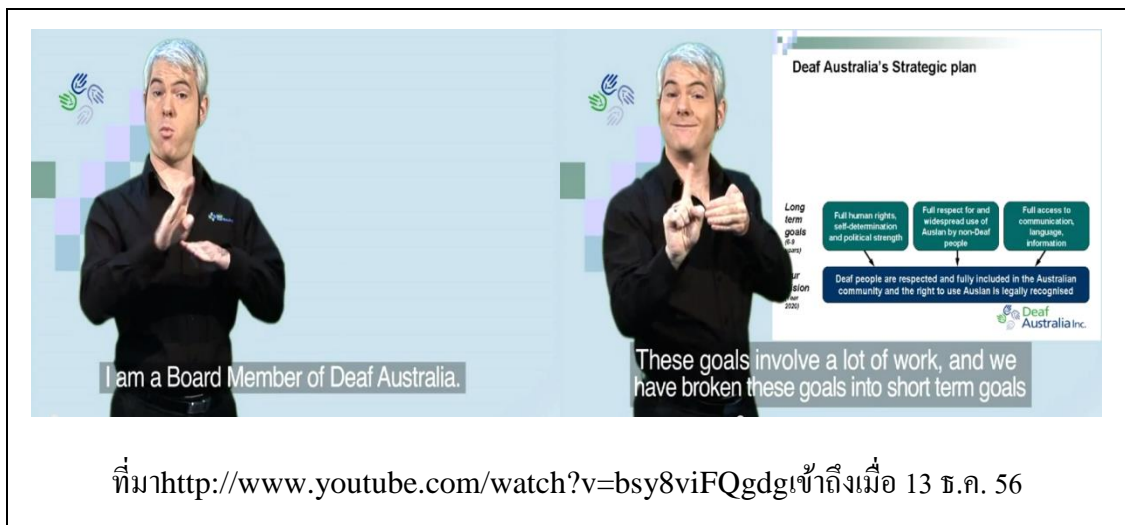 I am a Board Member of Deaf Australia.
Deaf Australia's Strategic plan
Long
term
goals
Full human rights,
self-determination
and political strength
Full respect for and
widespread use of
Auslan by non-Deaf
people
Full access to
communication,
language,
information
Deaf people are respected and fully included in the Australian
community and the right to use Auslan is legally recognised
2020)
Deaf
Australia Inc.
These goals involve a lot of work, and we
have broken these goals into short term goals
ที่มาhttp://www.youtube.com/watch?v=bsy8viFQgdgเข้าถึงเมื่อ 13 ธ.ค. 56